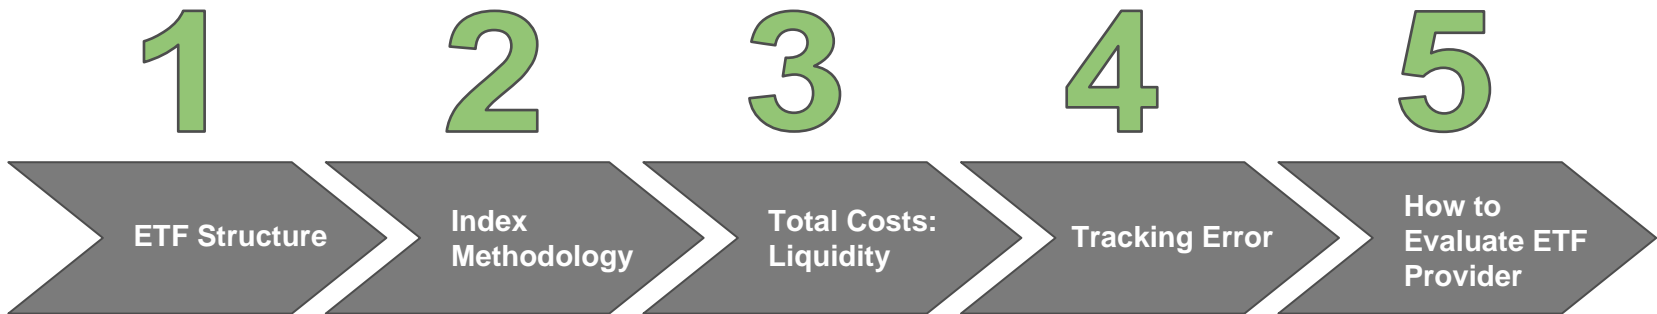 1
2
3
4
5
ETF Structure
Index
Methodology
Total Costs:
Liquidity
Tracking Error
How to
Evaluate ETF
Provider